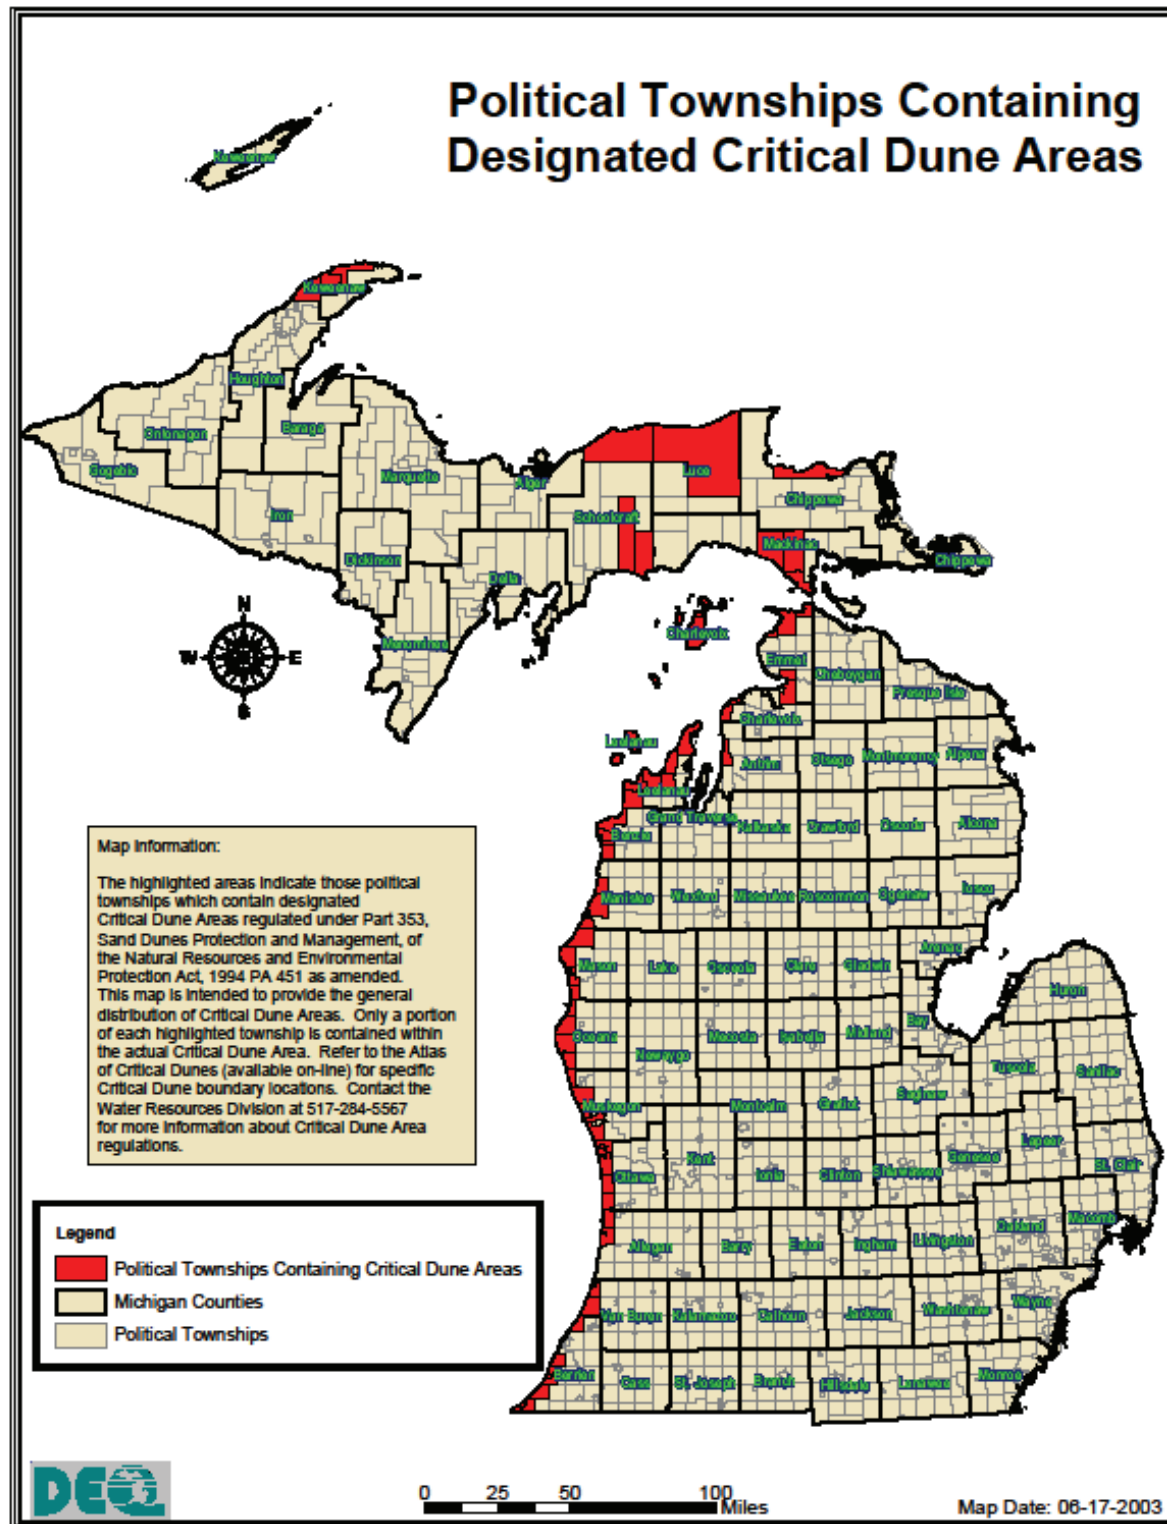 Political Townships Containing
Designated Critical Dune Areas
Keweenaw
Keweenaw
Houghton
Ontonagon
Baraga
Gogebic
Marquette
Alger
Luce
Chippewa
Iron
Schoolcraft
Mackinac
Dickinson
Delta
Chippewa
Menominee
N
W
E
S
Charlevoix
Emmet
Cheboygan
Presque Isle
Charlevoix
Leelanau
Antrim
Otsego
Montmorency
Alpena
Leelanau
Grand Traverse
Benzie
Kalkaska
Crawford
Oscoda
Alcona
Manistee
Wexford
Missaukee
Roscommon
Ogemaw
Iosco
Arenac
Mason
Lake
Osceola
Clare
Gladwin
Huron
Oceana
Newaygo
Mecosta
Isabella
Midland
Bay
Tuscola
Sanilac
Muskegon
Montcalm
Gratiot
Saginaw
Lapeer
Genesee
St. Clair
Ottawa
Kent
Ionia
Clinton
Shiawassee
Macomb
Oakland
Allegan
Barry
Eaton
Ingham
Livingston
Van Buren
Kalamazoo
Calhoun
Jackson
Washtenaw
Wayne
Berrien
Cass
St. Joseph
Branch
Hillsdale
Lenawee
Monroe
Map Information:
The highlighted areas indicate those political
townships which contain designated
Critical Dune Areas regulated under Part 353,
Sand Dunes Protection and Management, of
the Natural Resources and Environmental
Protection Act, 1994 PA 451 as amended.
This map is intended to provide the general
distribution of Critical Dune Areas. Only a portion
of each highlighted township is contained within
the actual Critical Dune Area. Refer to the Atlas
of Critical Dunes (available on-line) for specific
Critical Dune boundary locations. Contact the
Water Resources Division at 517-284-5567
for more information about Critical Dune Area
regulations.
Legend
Political Townships Containing Critical Dune Areas
Michigan Counties
Political Townships
DEQ
0 25 50 100
Miles
Map Date: 06-17-2003